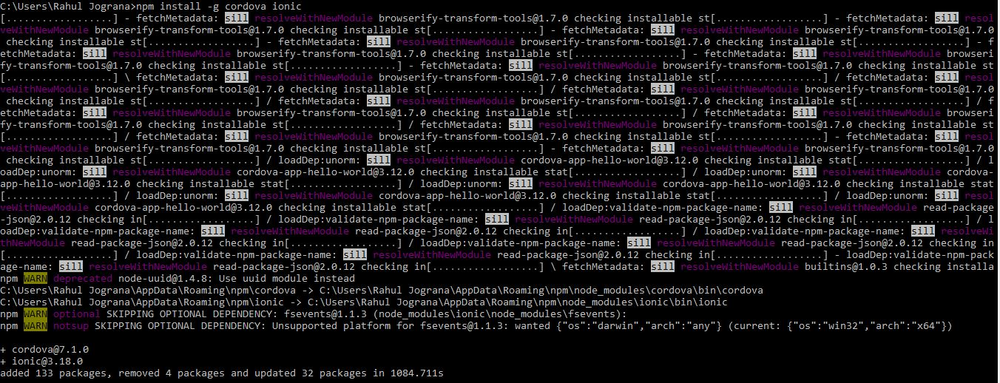 C:\Users\Rahul Jograna>npm install -g cordova ionic
[..................] - fetchMetadata: sill resolveWithNewModule browserify-transform-tools@1.7.0 checking installable st[..................] - fetchMetadata: sill resol
veWithNewModule browserify-transform-tools@1.7.0 checking installable st[..................] - fetchMetadata: sill resolveWithNewModule browserify-transform-tools@1.7.0
 checking installable st[..................] - fetchMetadata: sill resolveWithNewModule browserify-transform-tools@1.7.0 checking installable st[..................] - f
etchMetadata: sill resolveWithNewModule browserify-transform-tools@1.7.0 checking installable st[..................] - fetchMetadata: sill resolveWithNewModule browseri
fy-transform-tools@1.7.0 checking installable st[..................] - fetchMetadata: sill resolveWithNewModule browserify-transform-tools@1.7.0 checking installable st
[..................] \ fetchMetadata: sill resolveWithNewModule browserify-transform-tools@1.7.0 checking installable st[..................] / fetchMetadata: sill resol
veWithNewModule browserify-transform-tools@1.7.0 checking installable st[..................] / fetchMetadata: sill resolveWithNewModule browserify-transform-tools@1.7.0
 checking installable st[..................] / fetchMetadata: sill resolveWithNewModule browserify-transform-tools@1.7.0 checking installable st[..................] / f
etchMetadata: sill resolveWithNewModule browserify-transform-tools@1.7.0 checking installable st[..................] / fetchMetadata: sill resolveWithNewModule browseri
fy-transform-tools@1.7.0 checking installable st[..................] / fetchMetadata: sill resolveWithNewModule browserify-transform-tools@1.7.0 checking installable st
[..................] / fetchMetadata: sill resolveWithNewModule browserify-transform-tools@1.7.0 checking installable st[..................] - fetchMetadata: sill resol
veWithNewModule browserify-transform-tools@1.7.0 checking installable st[..................] - fetchMetadata: sill resolveWithNewModule browserify-transform-tools@1.7.0
 checking installable st[..................] / loadDep:unorm: sill resolveWithNewModule cordova-app-hello-world@3.12.0 checking installable stat[..................] / l
oadDep:unorm: sill resolveWithNewModule cordova-app-hello-world@3.12.0 checking installable stat[..................] / loadDep:unorm: sill resolveWithNewModule cordova-
app-hello-world@3.12.0 checking installable stat[..................] / loadDep:unorm: sill resolveWithNewModule cordova-app-hello-world@3.12.0 checking installable stat
[..................] / loadDep:unorm: sill resolveWithNewModule cordova-app-hello-world@3.12.0 checking installable stat[..................] / loadDep:unorm: sill resol
veWithNewModule cordova-app-hello-world@3.12.0 checking installable stat[..................] / loadDep:validate-npm-package-name: sill resolveWithNewModule read-package
-json@2.0.12 checking in[..................] / loadDep:validate-npm-package-name: sill resolveWithNewModule read-package-json@2.0.12 checking in[..................] / l
oadDep:validate-npm-package-name: sill resolveWithNewModule read-package-json@2.0.12 checking in[..................] / loadDep:validate-npm-package-name: sill resolveWi
thNewModule read-package-json@2.0.12 checking in[..................] / loadDep:validate-npm-package-name: sill resolveWithNewModule read-package-json@2.0.12 checking in
[..................] / loadDep:validate-npm-package-name: sill resolveWithNewModule read-package-json@2.0.12 checking in[..................] - loadDep:validate-npm-pack
age-name: sill resolveWithNewModule read-package-json@2.0.12 checking in[..................] \ fetchMetadata: sill resolveWithNewModule builtins@1.0.3 checking installa
npm WARN deprecated node-uuid@1.4.8: Use uuid module instead
C:\Users\Rahul Jograna\AppData\Roaming\npm\cordova -> C:\Users\Rahul Jograna\AppData\Roaming\npm\node_modules\cordova\bin\cordova
C:\Users\Rahul Jograna\AppData\Roaming\npm\ionic -> C:\Users\Rahul Jograna\AppData\Roaming\npm\node_modules\ionic\bin\ionic
npm WARN optional SKIPPING OPTIONAL DEPENDENCY: fsevents@1.1.3 (node_modules\ionic\node_modules\fsevents):
npm WARN notsup SKIPPING OPTIONAL DEPENDENCY: Unsupported platform for fsevents@1.1.3: wanted {"os":"darwin","arch":"any"} (current: {"os":"win32","arch":"x64"})
+ cordova@7.1.0
+ ionic@3.18.0
added 133 packages, removed 4 packages and updated 32 packages in 1084.711s